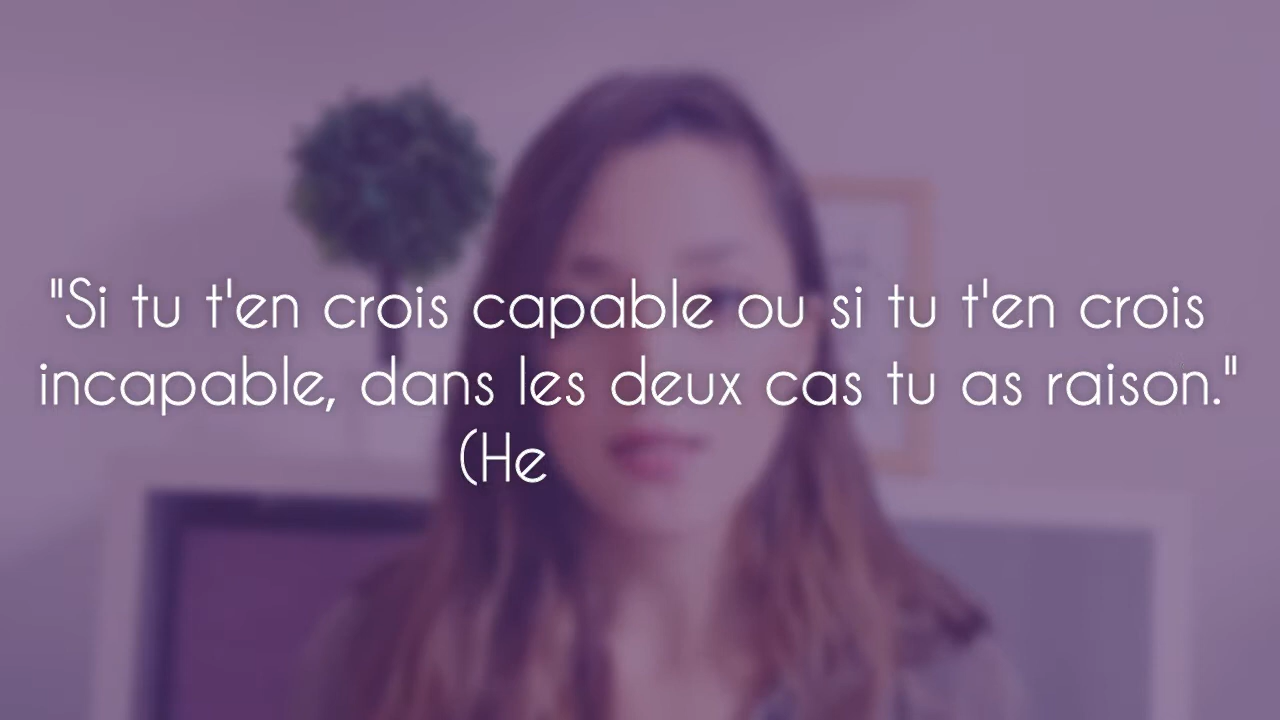 "Si tu t'en crois capable ou si tu t'en crois
incapable, dans les deux cas tu as raison."
(He